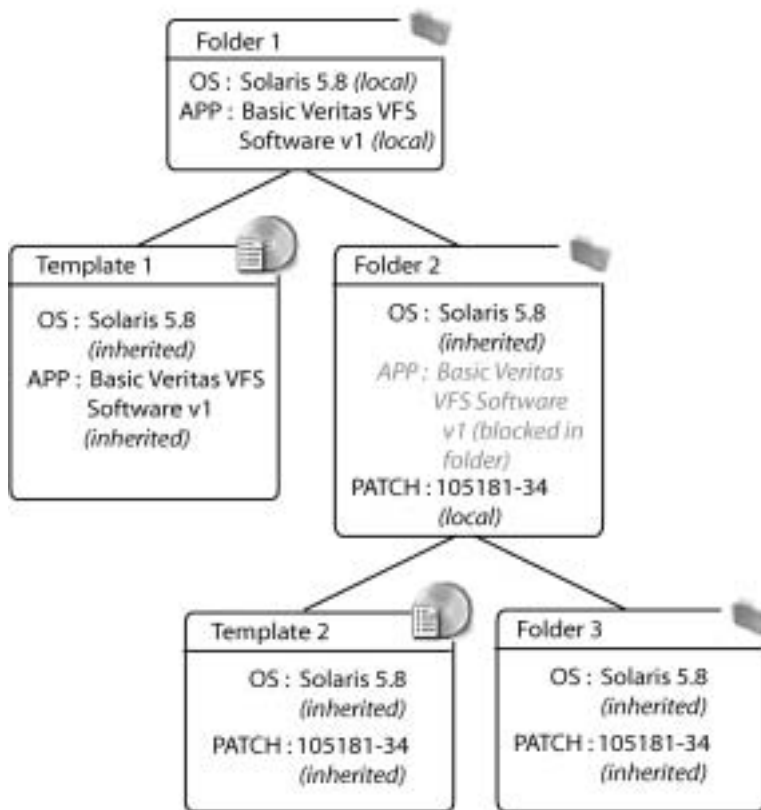 Folder 1
OS : Solaris 5.8 (local)
APP : Basic Veritas VFS
Software v1 (local)
Template 1
OS : Solaris 5.8
(inherited)
APP : Basic Veritas VFS
Software v1
(inherited)
Folder 2
OS : Solaris 5.8
(inherited)
APP : Basic Veritas
VFS Software
v1 (blocked in
folder)
PATCH : 105181-34
(local)
Template 2
OS : Solaris 5.8
(inherited)
PATCH : 105181-34
(inherited)
Folder 3
OS : Solaris 5.8
(inherited)
PATCH : 105181-34
(inherited)